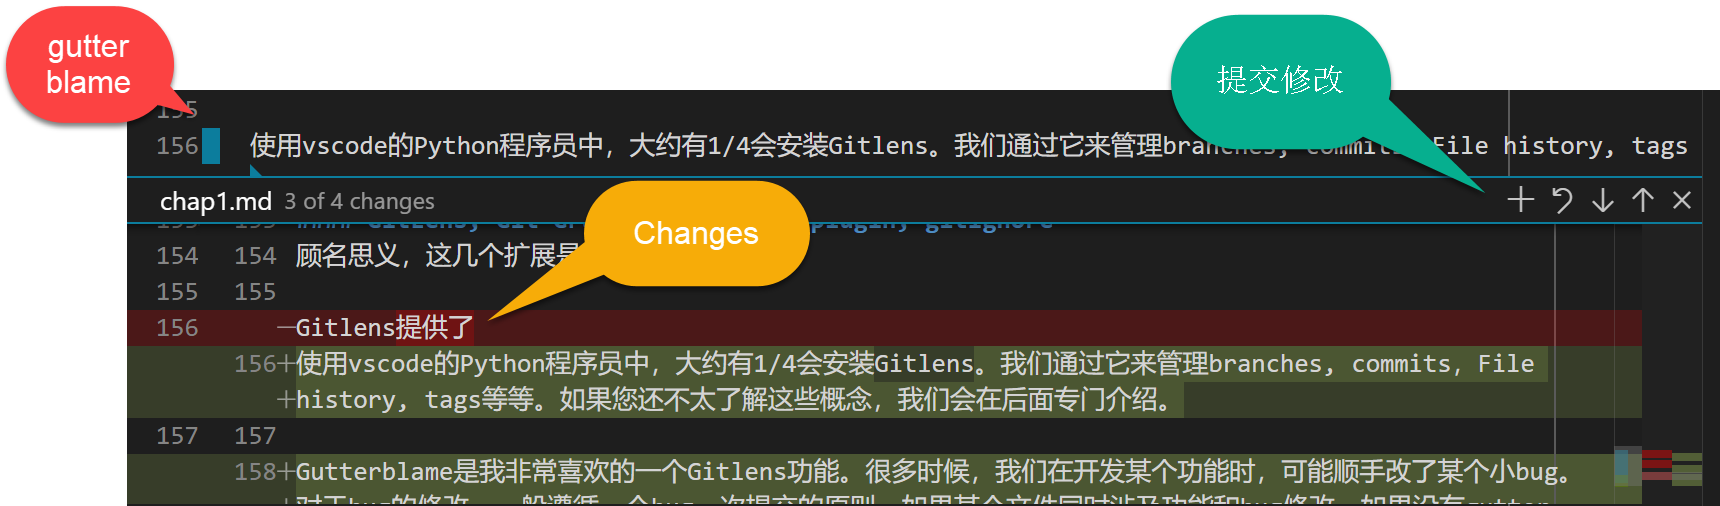 gutter
blame
提交修改
155
156 使用vscode的Python程序员中，大约有1/4会安装Gitlens。我们通过它来管理branches, commits, File history, tags
chap1.md 3 of 4 changes
Changes
154 154 顾名思义，这几个扩展是
155 155
156 —Gitlens提供了
156+使用vscode的Python程序员中，大约有1/4会安装Gitlens。我们通过它来管理branches, commits, File
+history, tags等等。如果您还不太了解这些概念，我们会在后面专门介绍。
157 157
158+Gutterblame是我非常喜欢的一个Gitlens功能。很多时候，我们在开发某个功能时，可能顺手改了某个小bug。